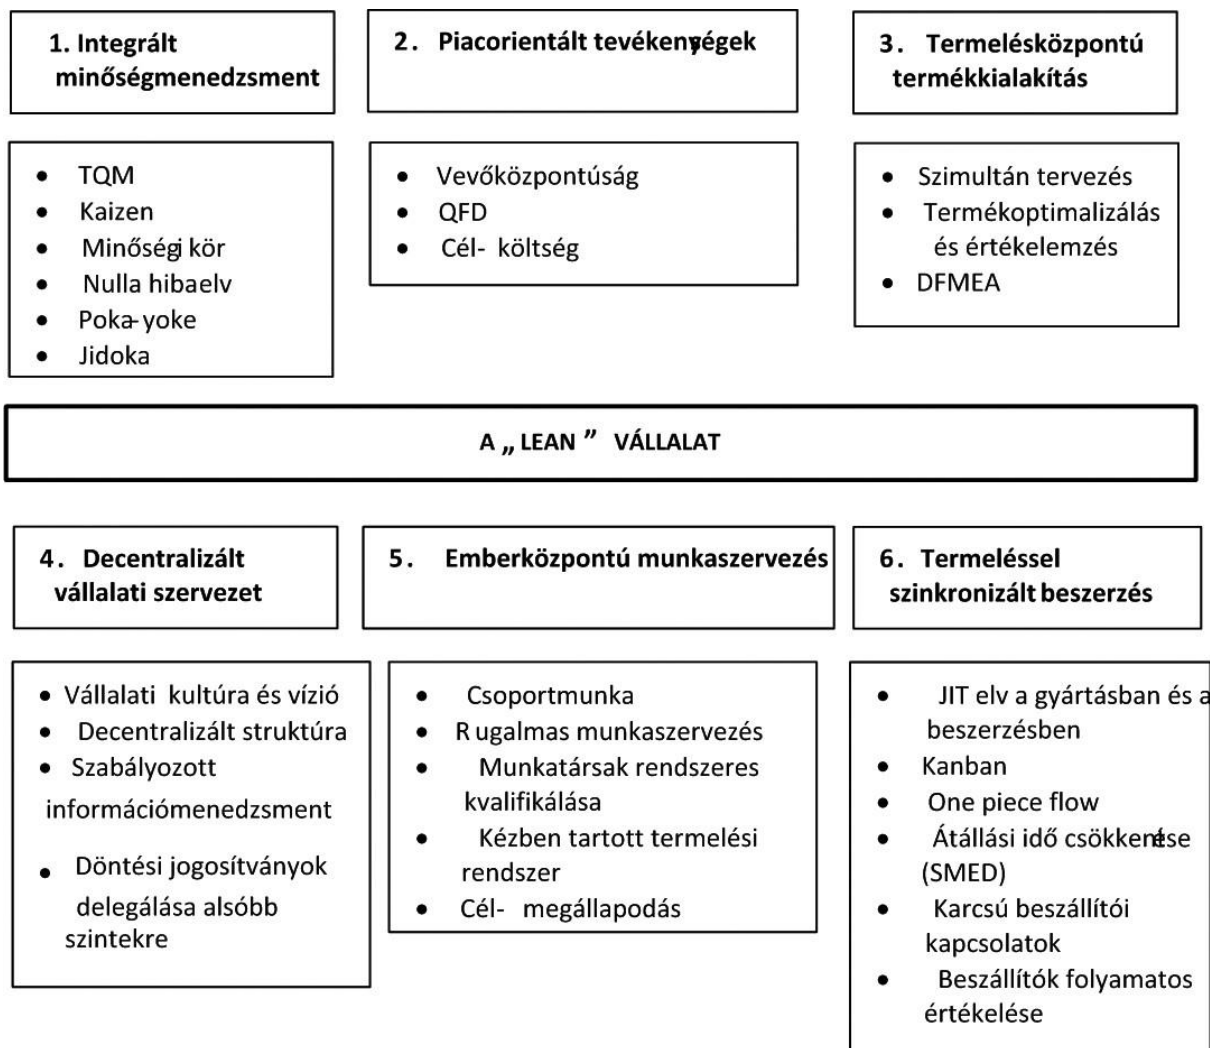 1. Integrált
minőségmenedzsment
• TQM
• Kaizen
• Minőségi kör
• Nulla hibaelv
• Poka-yoke
• Jidoka
2. Piacorientált tevékenységek
• Vevőközpontúság
• QFD
• Cél- költség
3. Termelésközpontú
termékkialakítás
• Szimultán tervezés
• Termékoptimalizálás
és értékelemzés
• DFMEA
A „ LEAN ” VÁLLALAT
4. Decentralizált
vállalati szervezet
• Vállalati kultúra és vízió
• Decentralizált struktúra
• Szabályozott
információmenedzsment
• Döntési jogosítványok
delegálása alsóbb
szintekre
5. Emberközpontú munkaszervezés
• Csoportmunka
• R ugalmas munkaszervezés
• Munkatársak rendszeres
kvalifikálása
• Kézben tartott termelési
rendszer
• Cél- megállapodás
6. Termeléssel
szinkronizált beszerzés
• JIT elv a gyártásban és a
beszerzésben
• Kanban
• One piece flow
• Átállási idő csökkentése
(SMED)
• Karcsú beszállítói
kapcsolatok
• Beszállítók folyamatos
értékelése